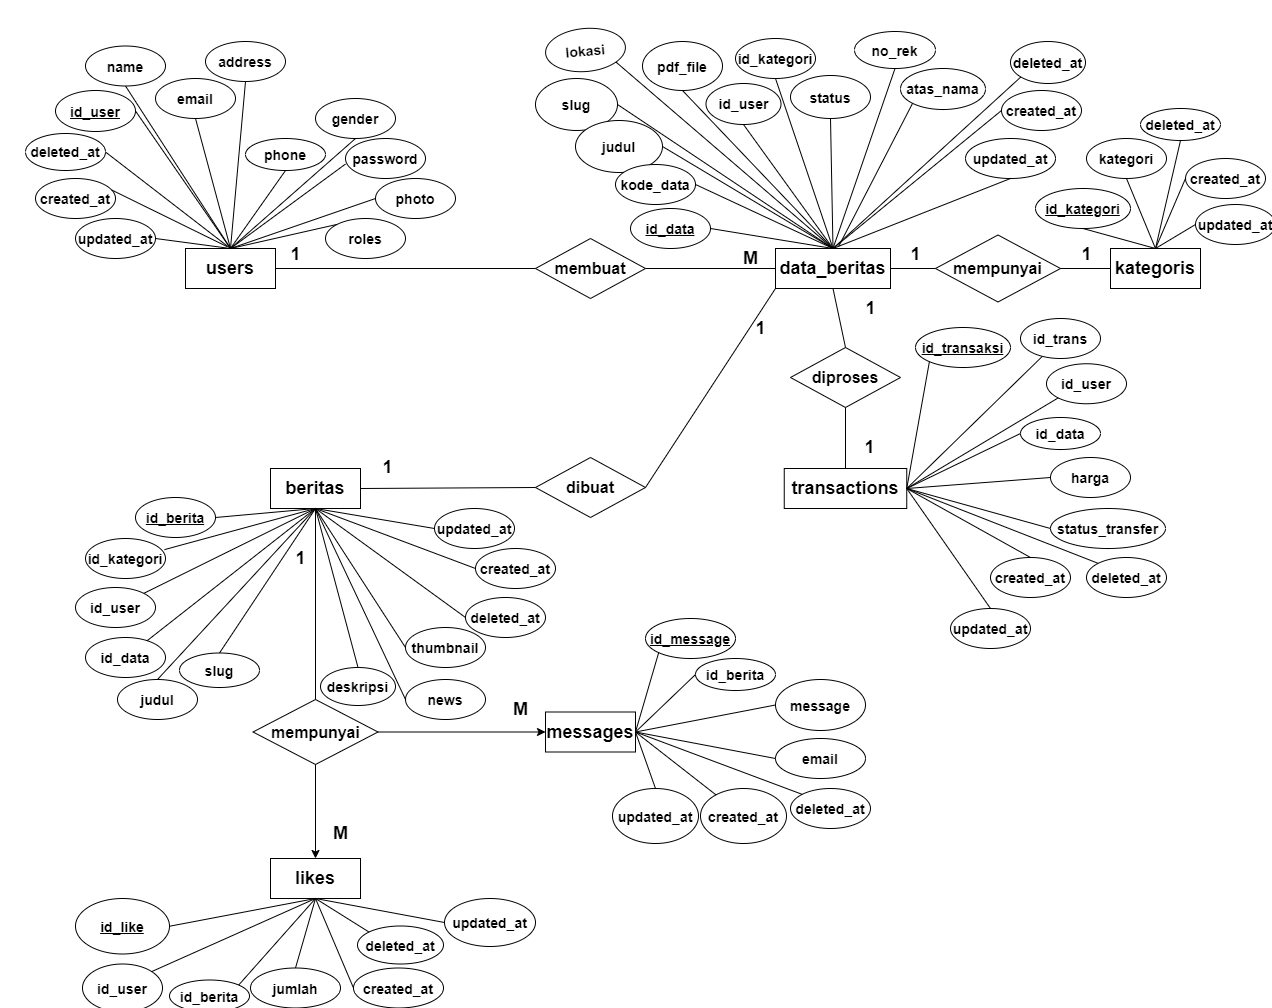 name
address
id_user
email
gender
deleted_at
phone
password
created_at
photo
updated_at
roles
users
1
membuat
M
lokasi
pdf_file
id_kategori
no_rek
deleted_at
slug
id_user
status
atas_nama
created_at
judul
updated_at
kode_data
id_data
data_beritas
1
mempunyai
1
kategoris
deleted_at
kategori
created_at
id_kategori
updated_at
1
1
diproses
1
transactions
id_transaksi
id_trans
id_user
id_data
harga
status_transfer
created_at
deleted_at
updated_at
beritas
1
dibuat
id_berita
updated_at
id_kategori
1
created_at
id_user
deleted_at
id_data
thumbnail
slug
judul
deskripsi
news
mempunyai
M
messages
id_message
id_berita
message
email
deleted_at
updated_at
created_at
M
likes
id_like
updated_at
deleted_at
id_user
id_berita
jumlah
created_at